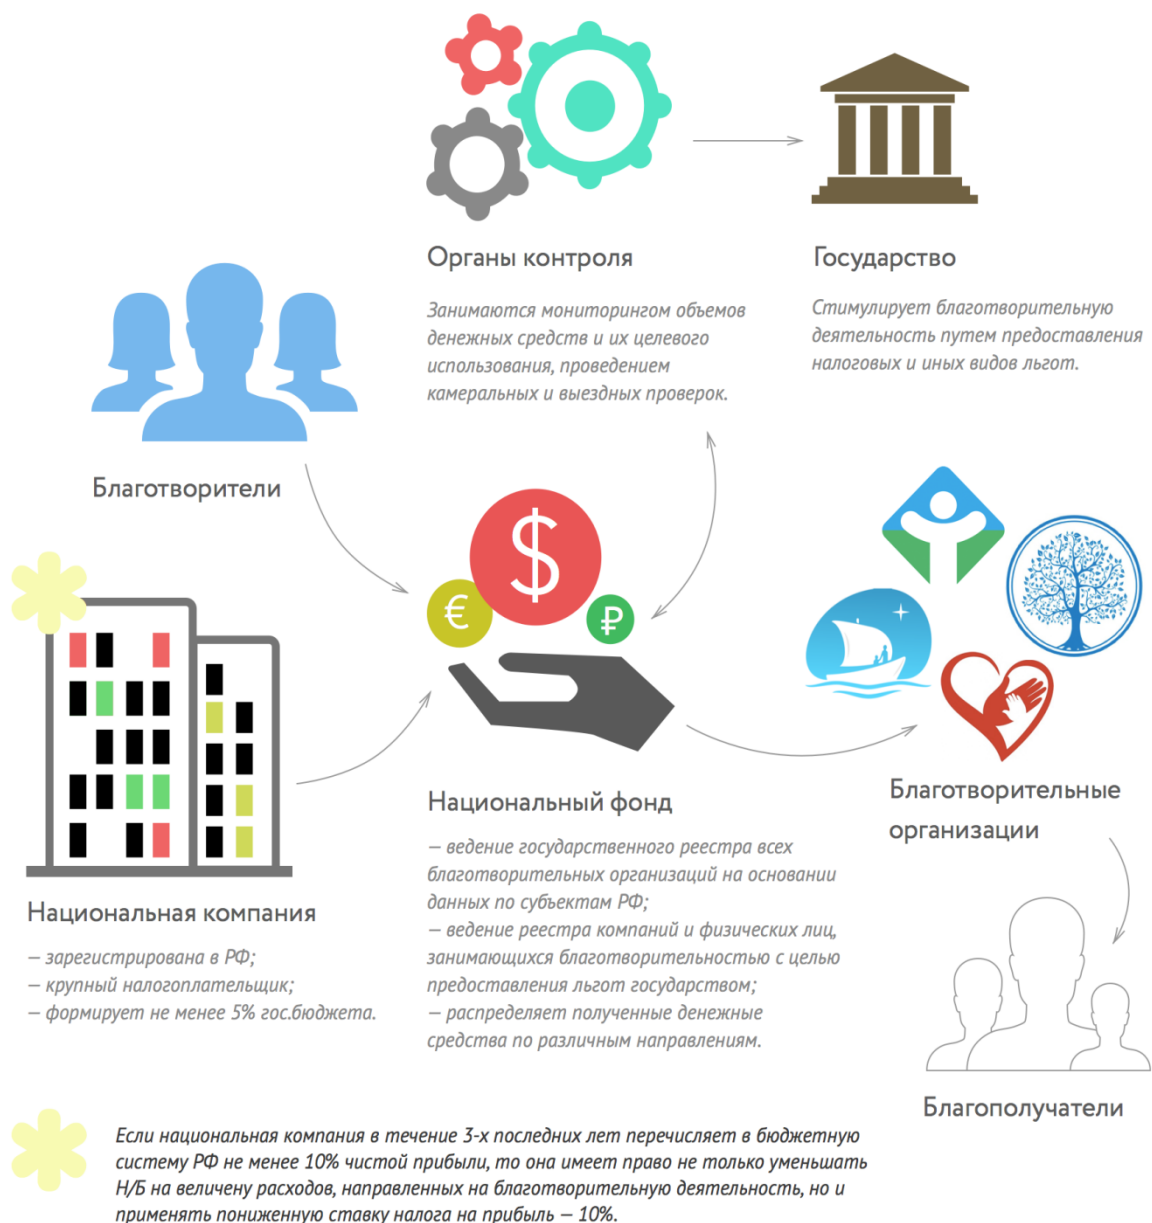 Органы контроля
Занимаются мониторингом объемов
денежных средств и их целевого
использования, проведением
камеральных и выездных проверок.
Государство
Стимулирует благотворительную
деятельность путем предоставления
налоговых и иных видов льгот.
Благотворители
$
€
₽
Национальная компания
— зарегистрирована в РФ;
— крупный налогоплательщик;
— формирует не менее 5% гос.бюджета.
Национальный фонд
— ведение государственного реестра всех
благотворительных организаций на основании
данных по субъектам РФ;
— ведение реестра компаний и физических лиц,
занимающихся благотворительностью с целью
предоставления льгот государством;
— распределяет полученные денежные
средства по различным направлениям.
Благотворительные
организации
Благополучатели
Если национальная компания в течение 3-х последних лет перечисляет в бюджетную
систему РФ не менее 10% чистой прибыли, то она имеет право не только уменьшать
Н/Б на величену расходов, направленных на благотворительную деятельность, но и
применять пониженную ставку налога на прибыль — 10%.